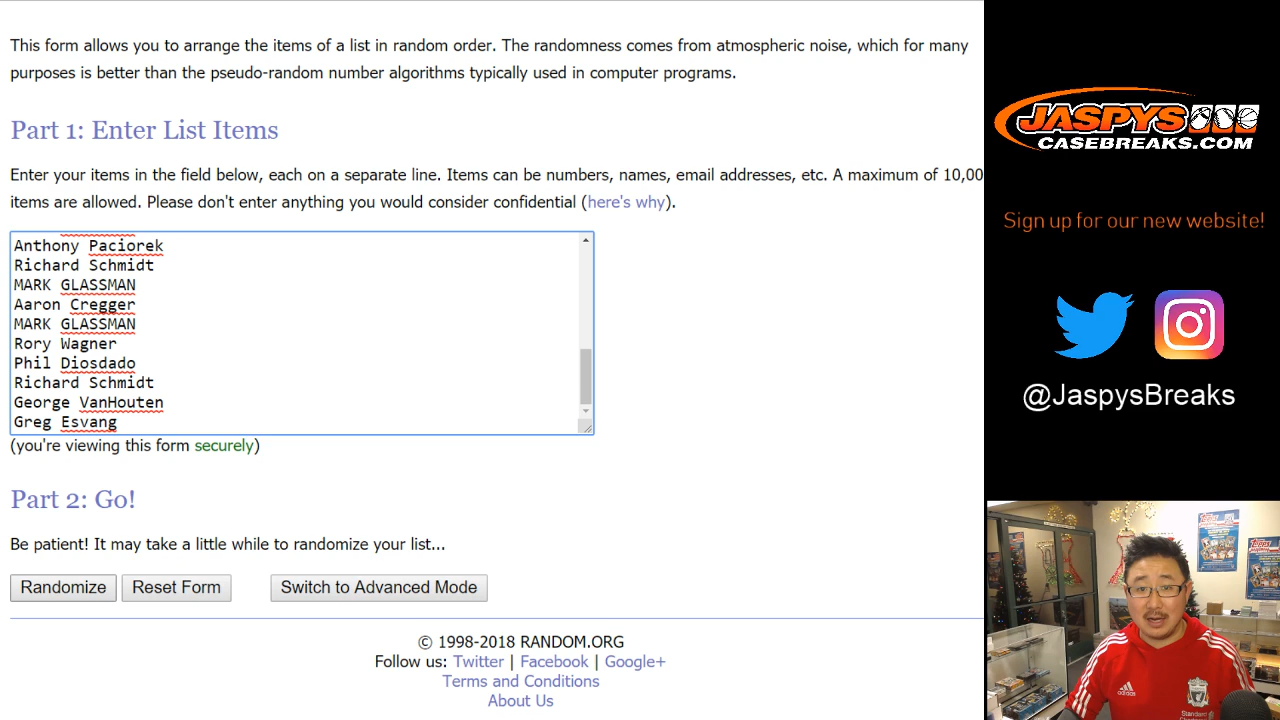 This form allows you to arrange the items of a list in random order. The randomness comes from atmospheric noise, which for many
purposes is better than the pseudo-random number algorithms typically used in computer programs.
Part 1: Enter List Items
Enter your items in the field below, each on a separate line. Items can be numbers, names, email addresses, etc. A maximum of 10,00
items are allowed. Please don't enter anything you would consider confidential (here's why).
Anthony Paciorek
Richard Schmidt
MARK GLASSMAN
Aaron Cregger
MARK GLASSMAN
Rory Wagner
Phil Diosdado
Richard Schmidt
George VanHouten
Greg Esvang
(you're viewing this form securely)
Part 2: Go!
Be patient! It may take a little while to randomize your list...
Randomize Reset Form Switch to Advanced Mode
© 1998-2018 RANDOM.ORG
Follow us: Twitter | Facebook | Google+
Terms and Conditions
About Us
JASPYS
CASEBREAKS.COM
Sign up for our new website!
@JaspysBreaks
Topps
Topps
adidas
Standard